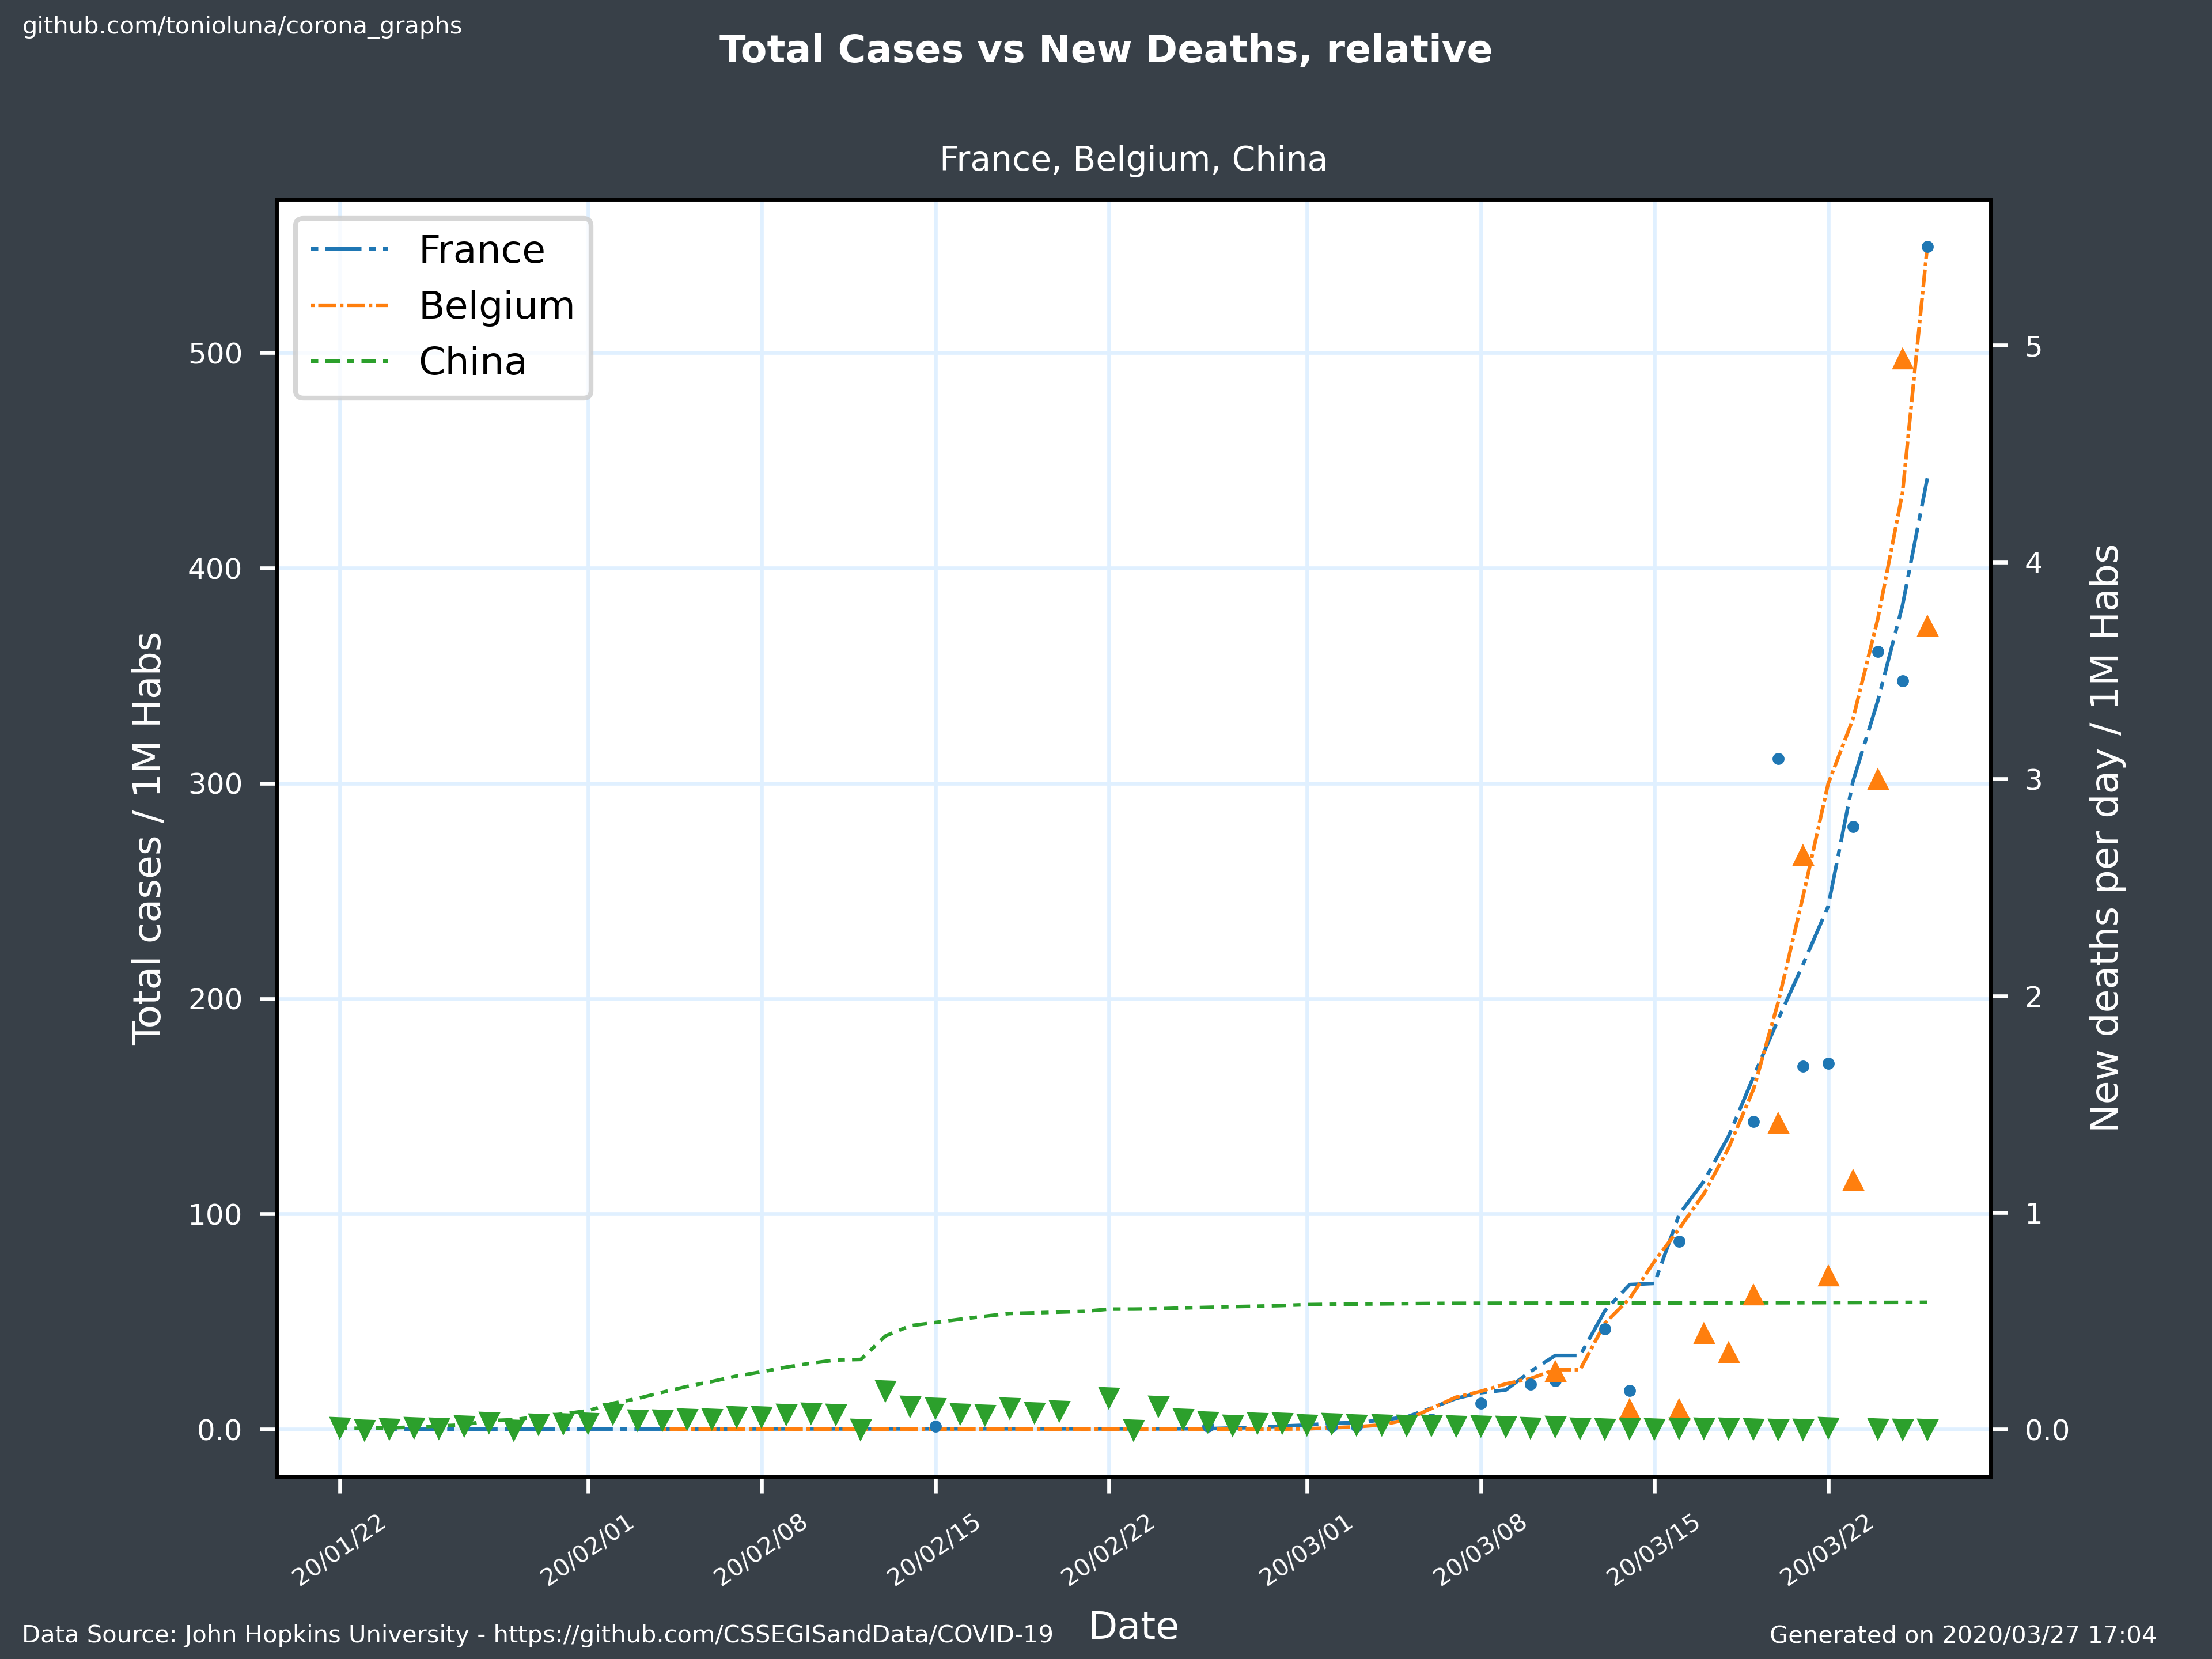 github.com/tonioluna/corona_graphs
Total Cases vs New Deaths, relative
France, Belgium, China
France
Belgium
China
500
400
300
200
100
0.0
Total cases / 1M Habs
5
4
3
2
1
0.0
New deaths per day / 1M Habs
20/01/22
20/02/01
20/02/08
20/02/15
20/02/22
20/03/01
20/03/08
20/03/15
20/03/22
Date
Data Source: John Hopkins University - https://github.com/CSSEGISandData/COVID-19
Generated on 2020/03/27 17:04